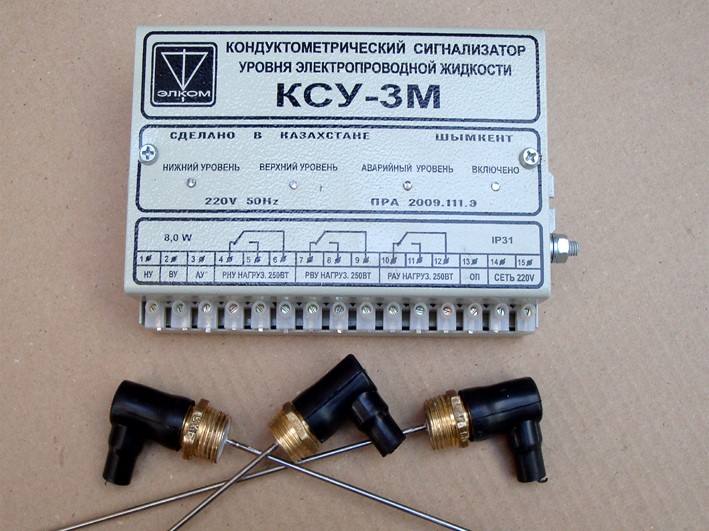 КОНДУКТОМЕТРИЧЕСКИЙ СИГНАЛИЗАТОР
УРОВНЯ ЭЛЕКТРОПРОВОДНОЙ ЖИДКОСТИ
КСУ-3М
ЭЛКОМ
СДЕЛАНО В КАЗАХСТАНЕ ШЫМКЕНТ
НИЖНИЙ УРОВЕНЬ ВЕРХНИЙ УРОВЕНЬ АВАРИЙНЫЙ УРОВЕНЬ ВКЛЮЧЕНО
220V 50Hz ПРА 2009.111.Э
8,0 W IP31
1 2 3 4 5 6 7 8 9 10 11 12 13 14 15
НУ ВУ АУ РНУ НАГРУЗ. 250ВТ РВУ НАГРУЗ. 250ВТ РАУ НАГРУЗ. 250ВТ ОП СЕТЬ 220V